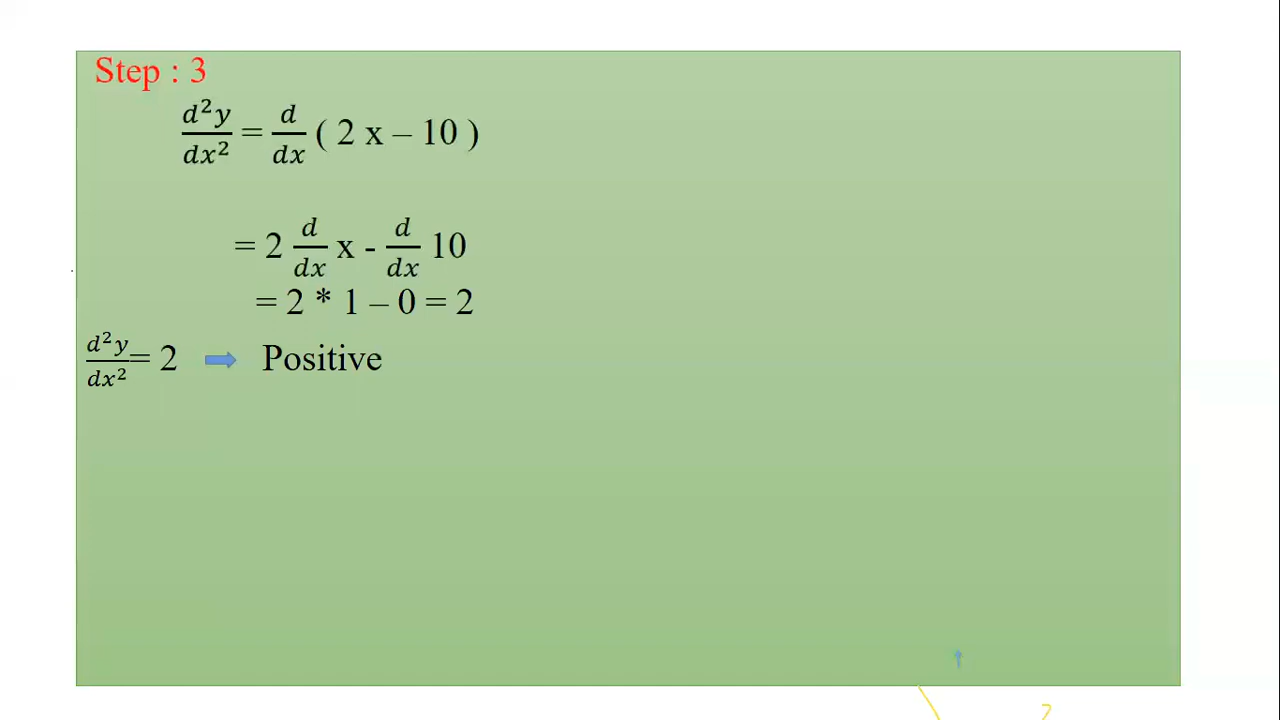 Step : 3
d²y/dx² = d/dx ( 2 x – 10 )
= 2 d/dx x - d/dx 10
= 2 * 1 – 0 = 2
d²y/dx² = 2 Positive